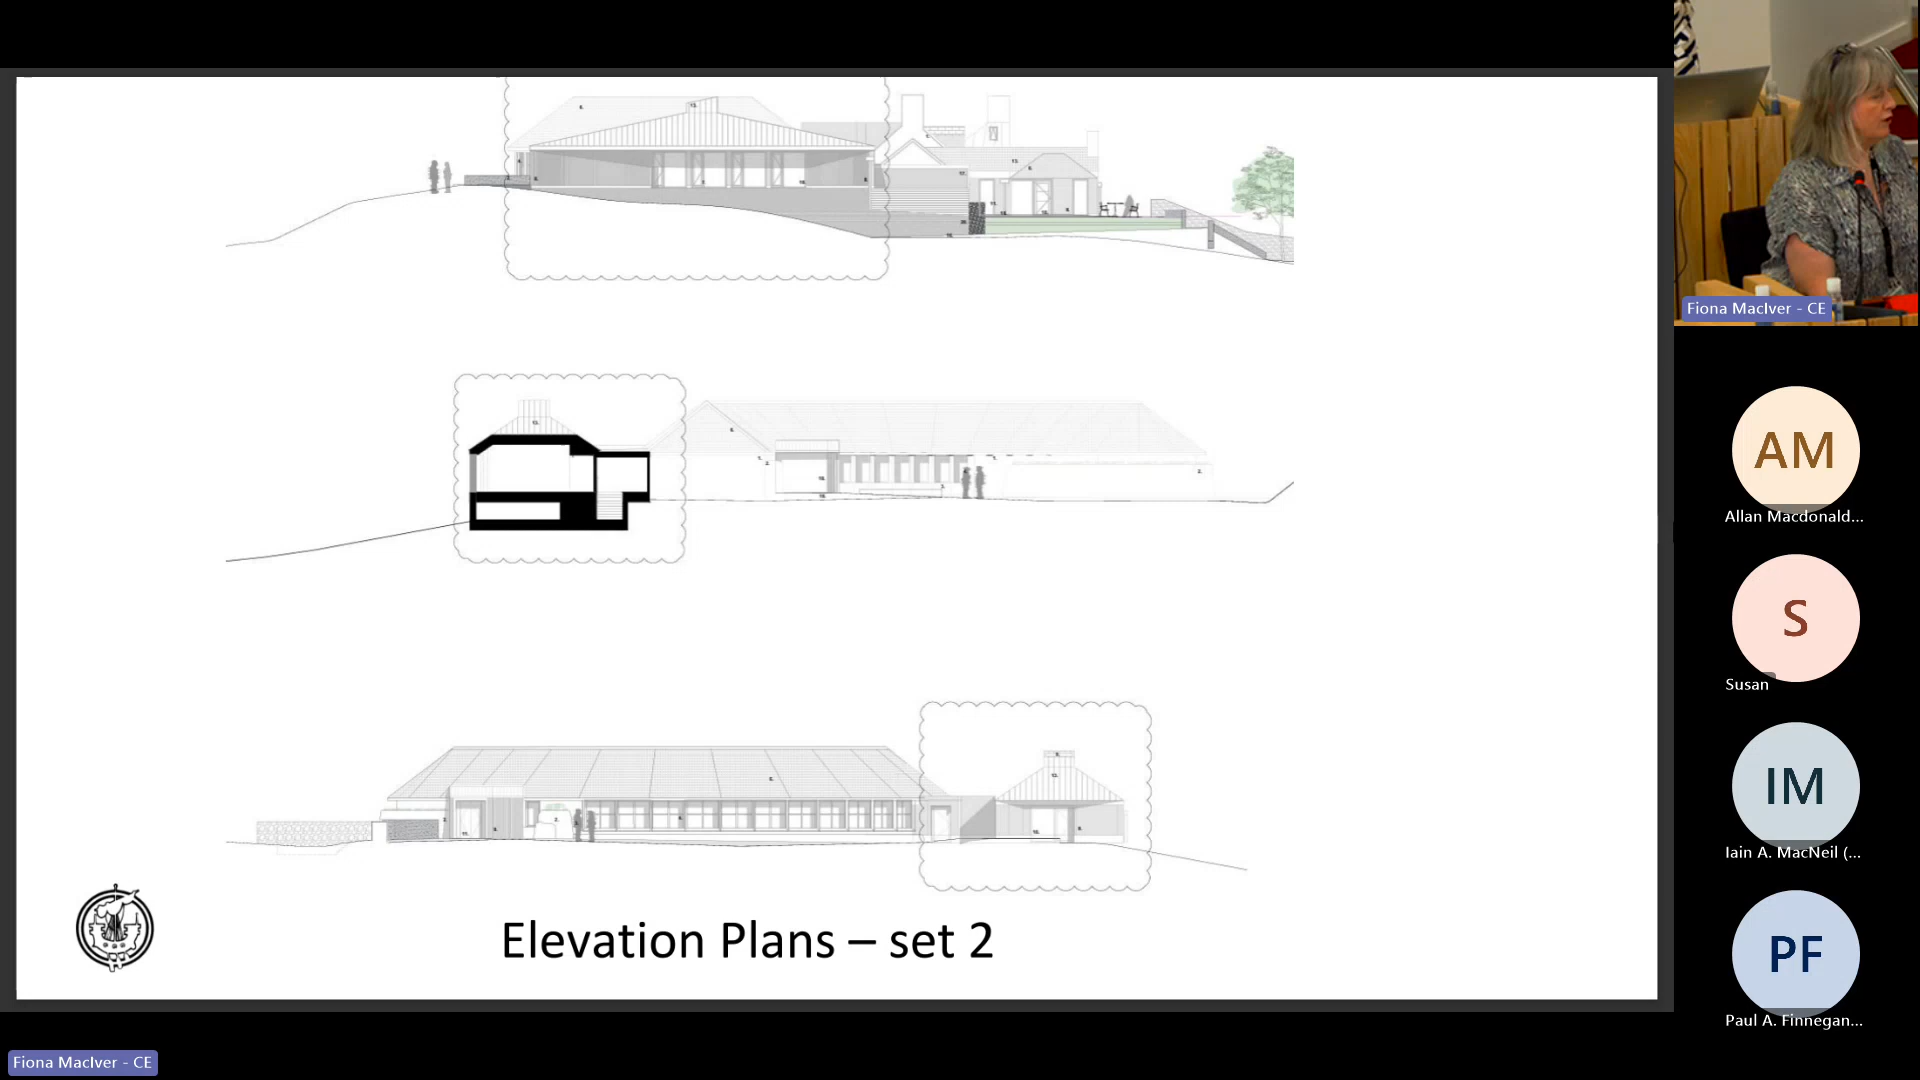 Elevation Plans – set 2
Fiona MacIver - CE
AM
Allan Macdonald...
S
Susan
IM
Iain A. MacNeil (...
PF
Paul A. Finnegan...
Fiona MacIver - CE